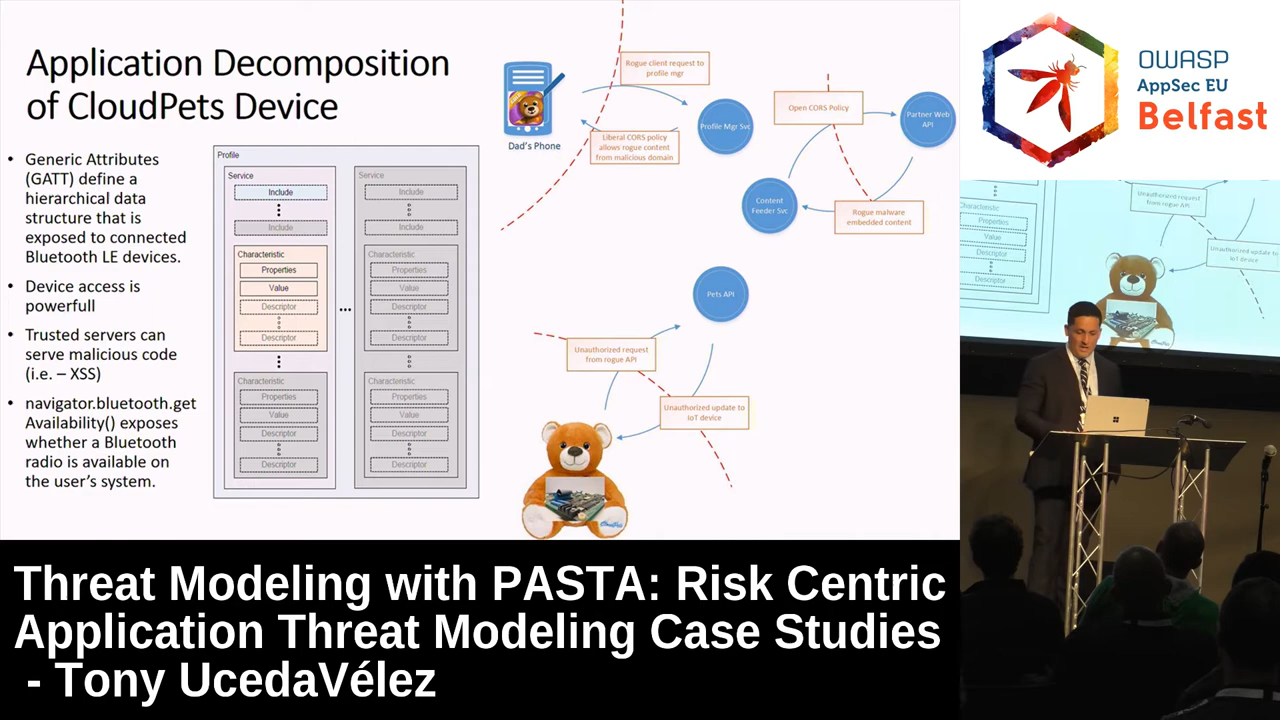 Application Decomposition
of CloudPets Device
• Generic Attributes
(GATT) define a
hierarchical data
structure that is
exposed to connected
Bluetooth LE devices.
• Device access is
powerfull
• Trusted servers can
serve malicious code
(i.e. – XSS)
• navigator.bluetooth.get
Availability() exposes
whether a Bluetooth
radio is available on
the user's system.
Profile
Service
Include
Include
Characteristic
Properties
Value
Descriptor
Descriptor
Characteristic
Properties
Value
Descriptor
Descriptor
Service
Include
Include
Characteristic
Properties
Value
Descriptor
Descriptor
Characteristic
Properties
Value
Descriptor
Descriptor
Dad's Phone
Rogue client request to
profile mgr
Liberal CORS policy
allows rogue content
from malicious domain
Profile Mgr Svc
Open CORS Policy
Partner Web
API
Content
Feeder Svc
Rogue malware
embedded content
Pets API
Unauthorized request
from rogue API
Unauthorized update to
IoT device
OWASP
AppSec EU
Belfast
Characteristic
Properties
Value
Descriptor
Descriptor
Unauthorized request
from rogue API
Unauthorized update to
IoT device
Threat Modeling with PASTA: Risk Centric
Application Threat Modeling Case Studies
- Tony UcedaVélez